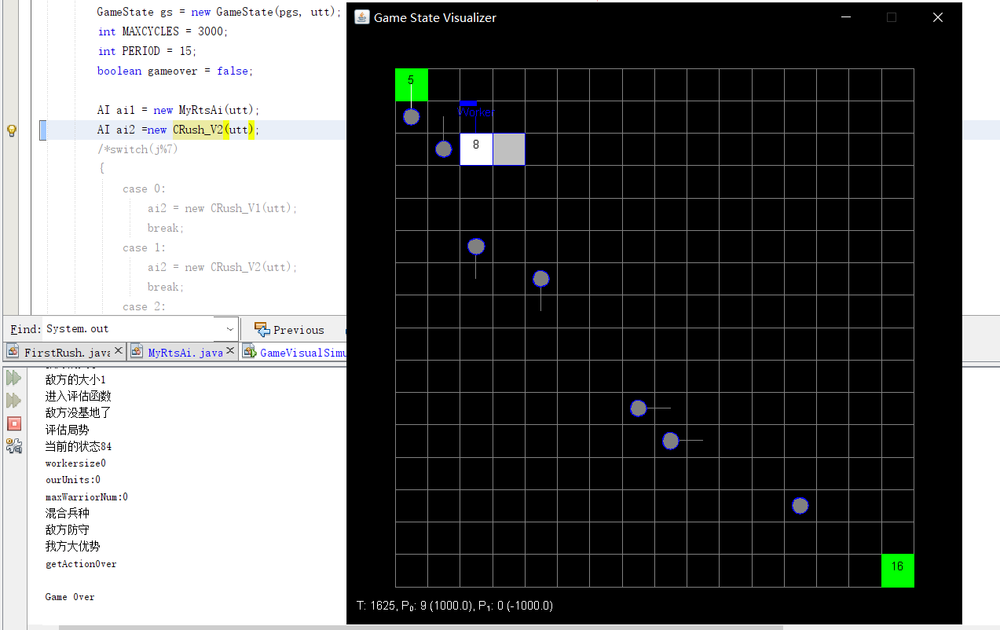 GameState gs = new GameState(pgs, utt);
int MAXCYCLES = 3000;
int PERIOD = 15;
boolean gameover = false;
AI ai1 = new MyRtsAi(utt);
AI ai2 =new CRush_V2(utt);
/*switch(j%7)
{
case 0:
ai2 = new CRush_V1(utt);
break;
case 1:
ai2 = new CRush_V2(utt);
break;
case 2:
Find: System.out
Previous
FirstRush.java
MyRtsAi.java
GameVisualSimu
敌方的大小1
进入评估函数
敌方没基地了
评估局势
当前的状态84
workersize0
ourUnits:0
maxWarriorNum:0
混合兵种
敌方防守
我方大优势
getActionOver
Game Over
Game State Visualizer
5
Worker
8
16
T: 1625, P₀: 9 (1000.0), P₁: 0 (-1000.0)